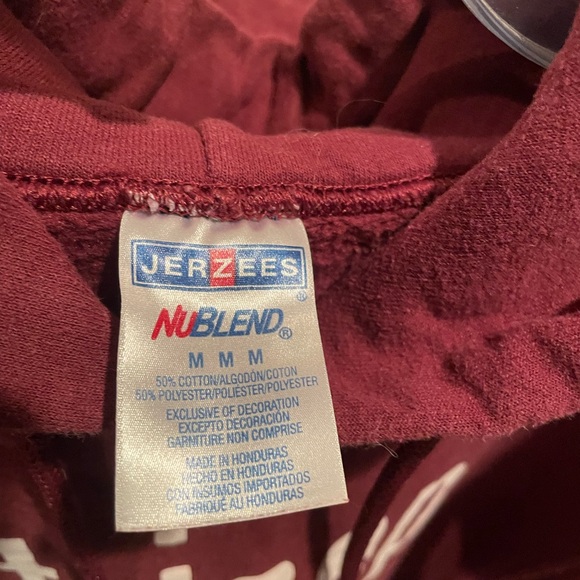 JERZEES
®
NUBLEND®
M M M
50% COTTON/ALGODÓN/COTON
50% POLYESTER/POLIÉSTER/POLYESTER
EXCLUSIVE OF DECORATION
EXCEPTO DECORACIÓN
GARNITURE NON COMPRISE
MADE IN HONDURAS
HECHO EN HONDURAS
CON INSUMOS IMPORTADOS
FABRIQUÉ AU HONDURAS